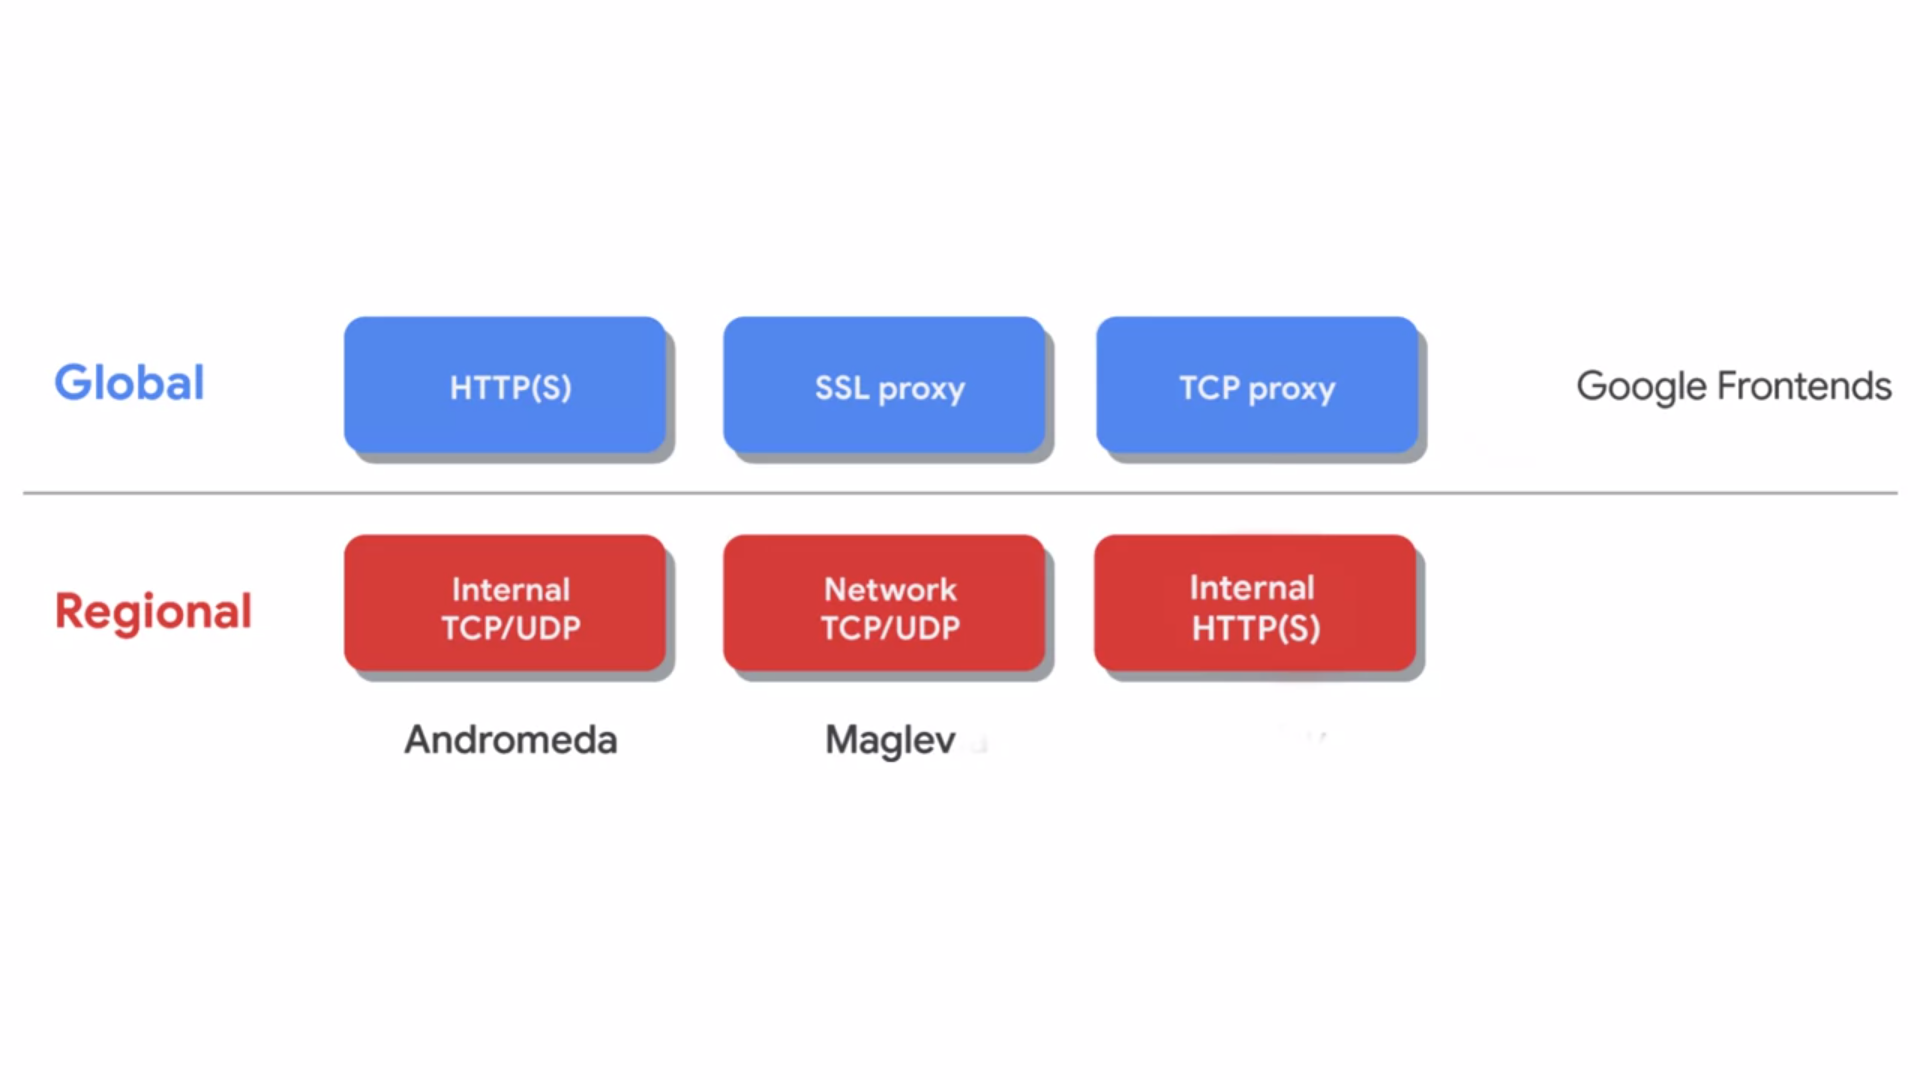 Global
HTTP(S)
SSL proxy
TCP proxy
Google Frontends
Regional
Internal
TCP/UDP
Network
TCP/UDP
Internal
HTTP(S)
Andromeda
Maglev